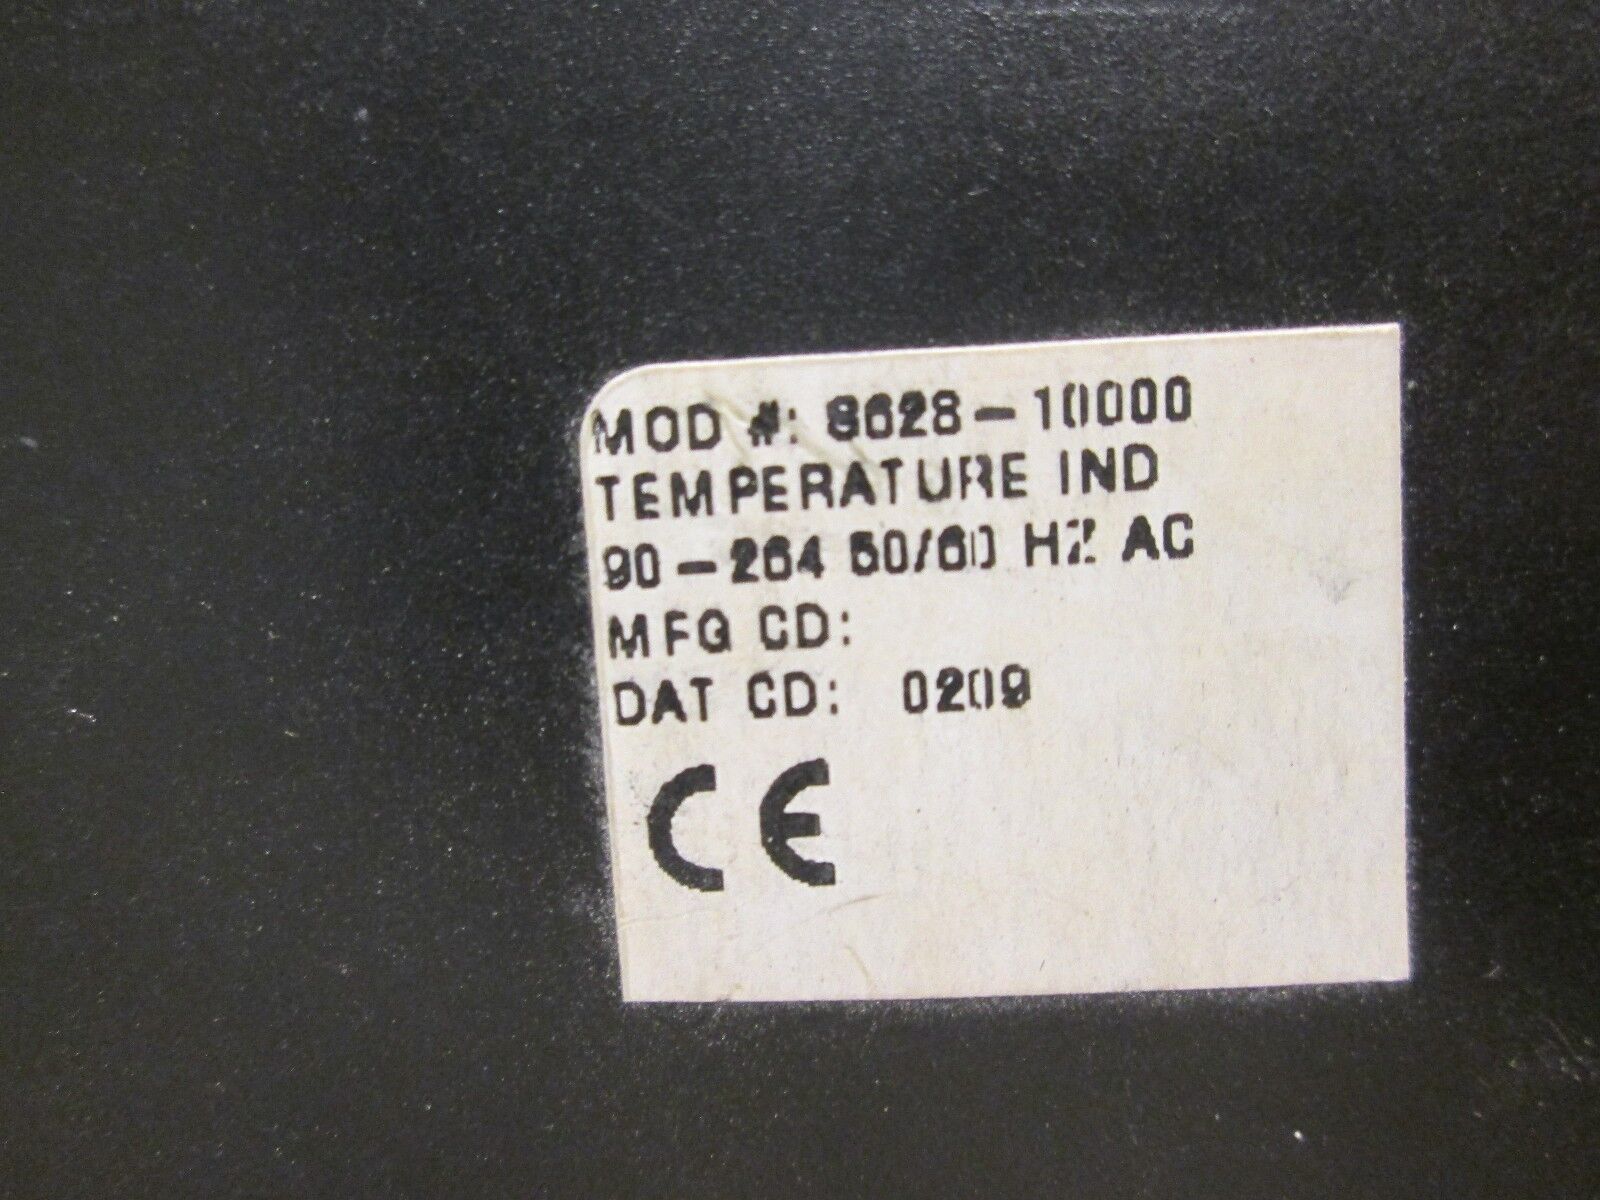 MOD #: 8628-10000
TEMPERATURE IND
90-264 50/60 HZ AC
MFG CD:
DAT CD: 0209
CE